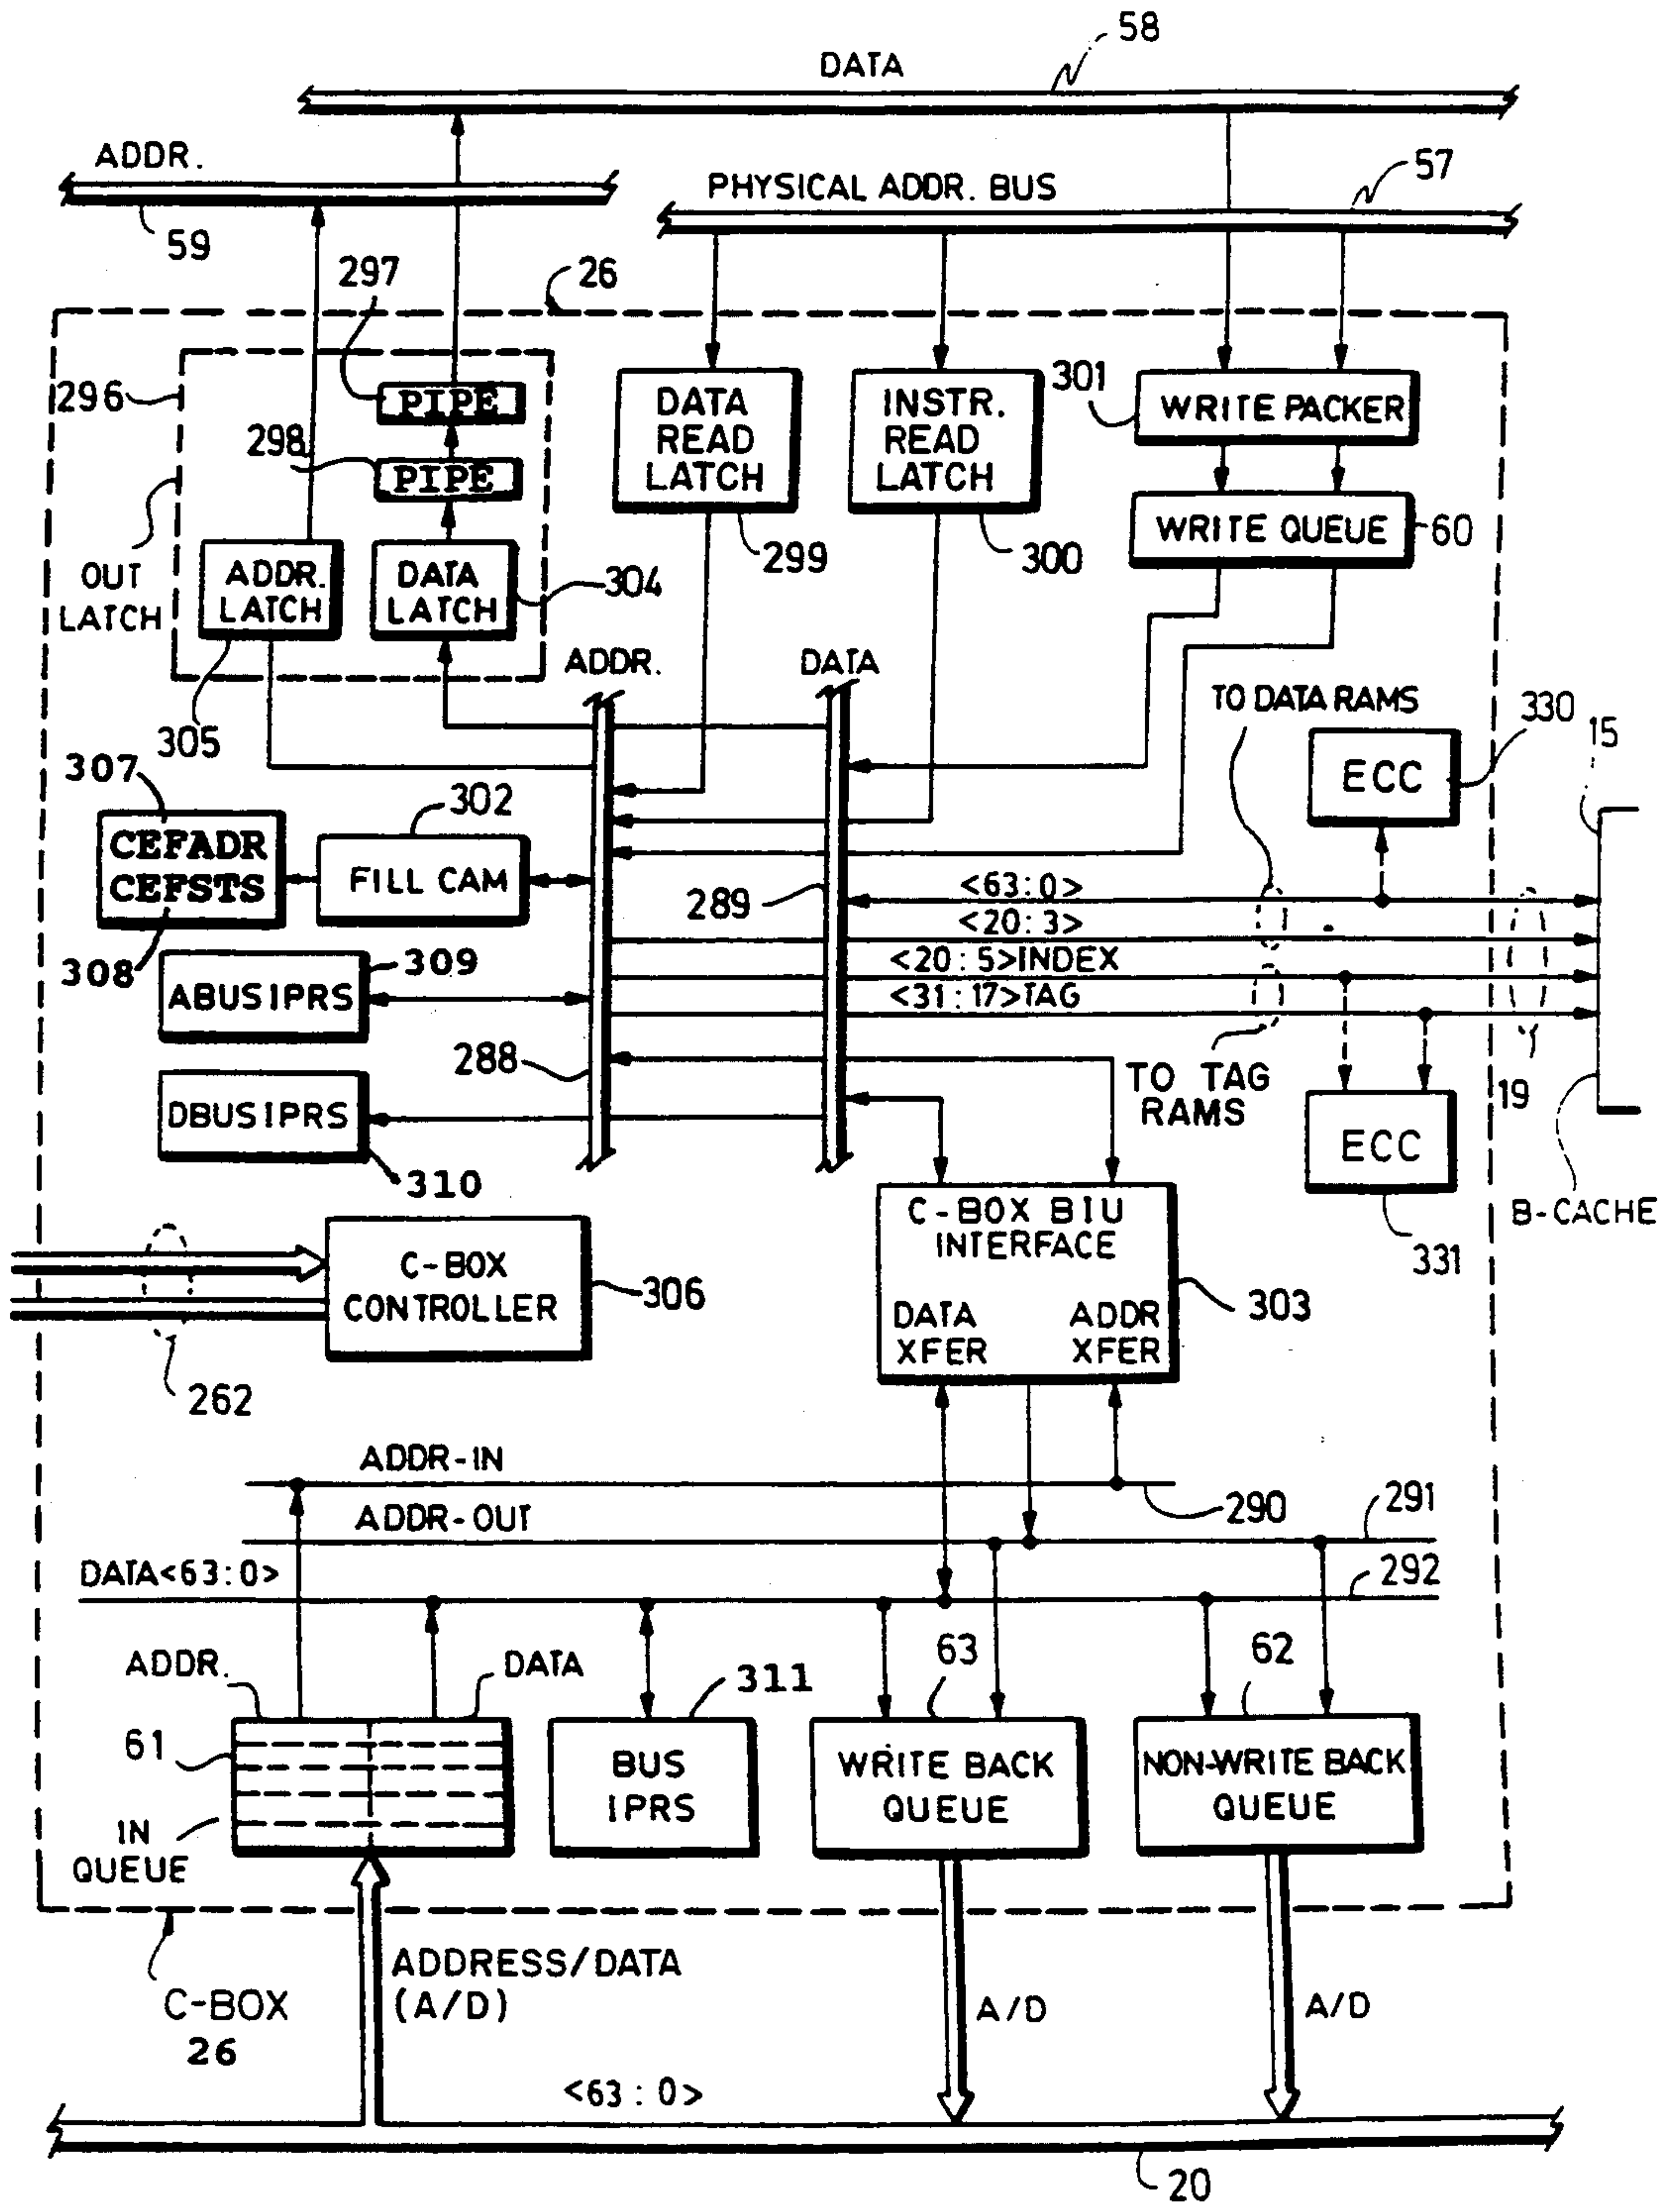 58
DATA
ADDR.
57
PHYSICAL ADDR. BUS
59
297
26
296
301
DATA
READ
LATCH
INSTR.
READ
LATCH
PIPE
WRITE PACKER
298
PIPE
WRITE QUEUE
60
299
300
OUT
LATCH
ADDR.
LATCH
DATA
LATCH
304
ADDR.
DATA
TO DATA RAMS
330
15
305
307
302
ECC
CEFADR
CEFSTS
FILL CAM
289
<63:0>
<20:3>
308
309
<20:5>INDEX
ABUS IPRS
<31:17>TAG
288
TO TAG
RAMS
19
DBUS IPRS
310
ECC
B-CACHE
331
C-BOX BIU
INTERFACE
C-BOX
CONTROLLER
306
303
DATA
XFER
ADDR
XFER
262
ADDR-IN
290
291
ADDR-OUT
DATA<63:0>
292
ADDR.
DATA
311
63
62
61
BUS
IPRS
WRITE BACK
QUEUE
NON-WRITE BACK
QUEUE
IN
QUEUE
ADDRESS/DATA
(A/D)
C-BOX
26
A/D
A/D
<63:0>
20